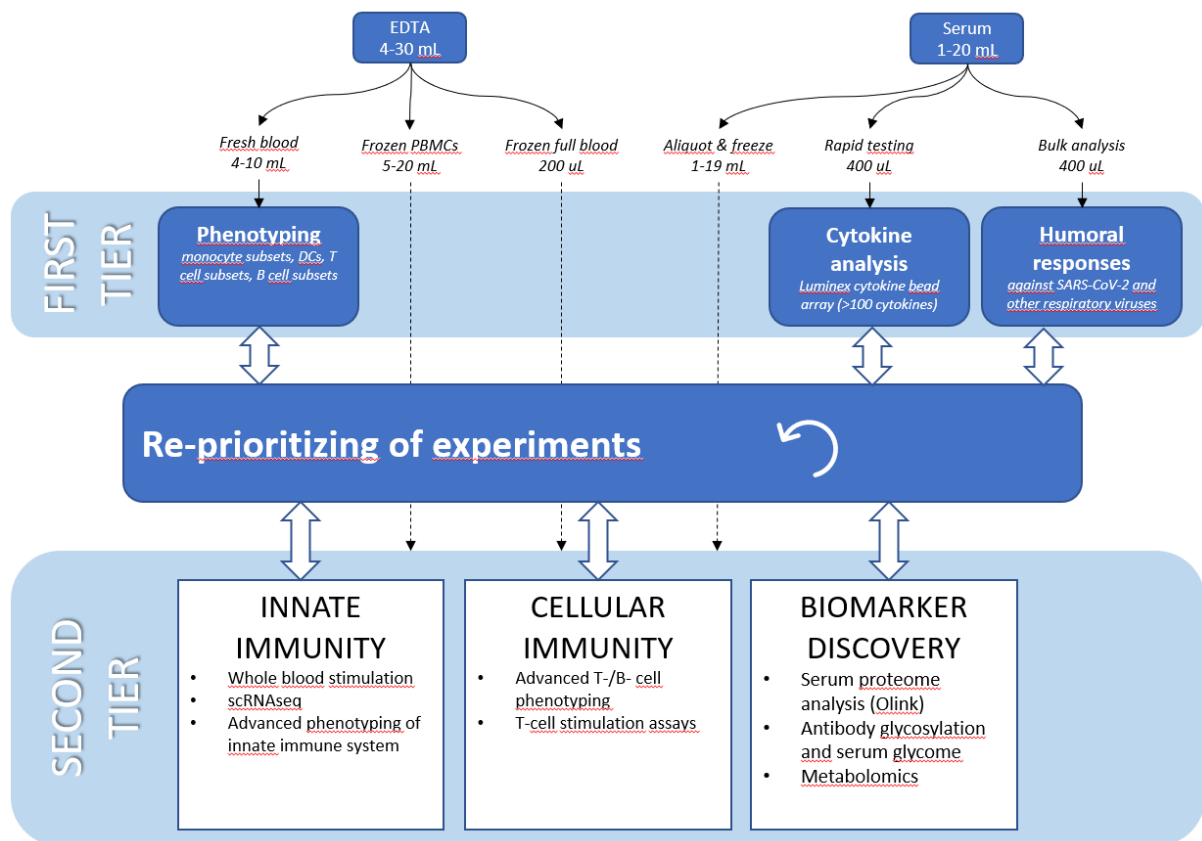 EDTA
4-30 mL
Serum
1-20 mL
Fresh blood
4-10 mL
Frozen PBMCs
5-20 mL
Frozen full blood
200 uL
Aliquot & freeze
1-19 mL
Rapid testing
400 uL
Bulk analysis
400 uL
FIRST
TIER
Phenotyping
monocyte subsets, DCs, T
cell subsets, B cell subsets
Cytokine
analysis
Luminex cytokine bead
array (>100 cytokines)
Humoral
responses
against SARS-CoV-2 and
other respiratory viruses
Re-prioritizing of experiments
SECOND
TIER
INNATE
IMMUNITY
• Whole blood stimulation
• scRNAseq
• Advanced phenotyping of
innate immune system
CELLULAR
IMMUNITY
• Advanced T-/B- cell
phenotyping
• T-cell stimulation assays
BIOMARKER
DISCOVERY
• Serum proteome
analysis (Olink)
• Antibody glycosylation
and serum glycome
• Metabolomics